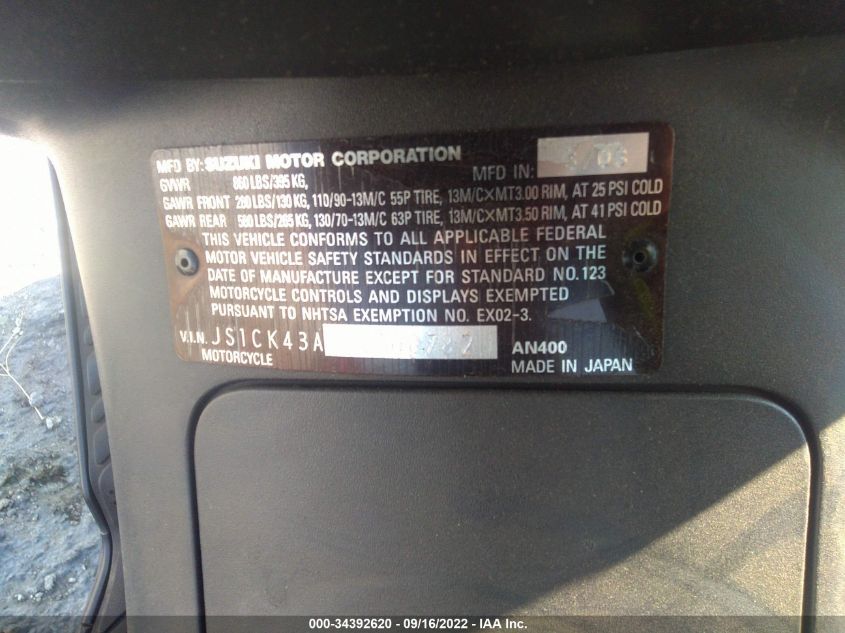 MFD BY: SUZUKI MOTOR CORPORATION
MFD IN: /03
GVWR 860 LBS/395 KG,
GAWR FRONT 280 LBS/130 KG, 110/90-13M/C 55P TIRE, 13M/C×MT3.00 RIM, AT 25 PSI COLD
GAWR REAR 580 LBS/265 KG, 130/70-13M/C 63P TIRE, 13M/C×MT3.50 RIM, AT 41 PSI COLD
THIS VEHICLE CONFORMS TO ALL APPLICABLE FEDERAL
MOTOR VEHICLE SAFETY STANDARDS IN EFFECT ON THE
DATE OF MANUFACTURE EXCEPT FOR STANDARD NO. 123
MOTORCYCLE CONTROLS AND DISPLAYS EXEMPTED
PURSUANT TO NHTSA EXEMPTION NO. EX02-3.
V.I.N. JS1CK43A
MOTORCYCLE
AN400
MADE IN JAPAN
000-34392620 - 09/16/2022 - IAA Inc.